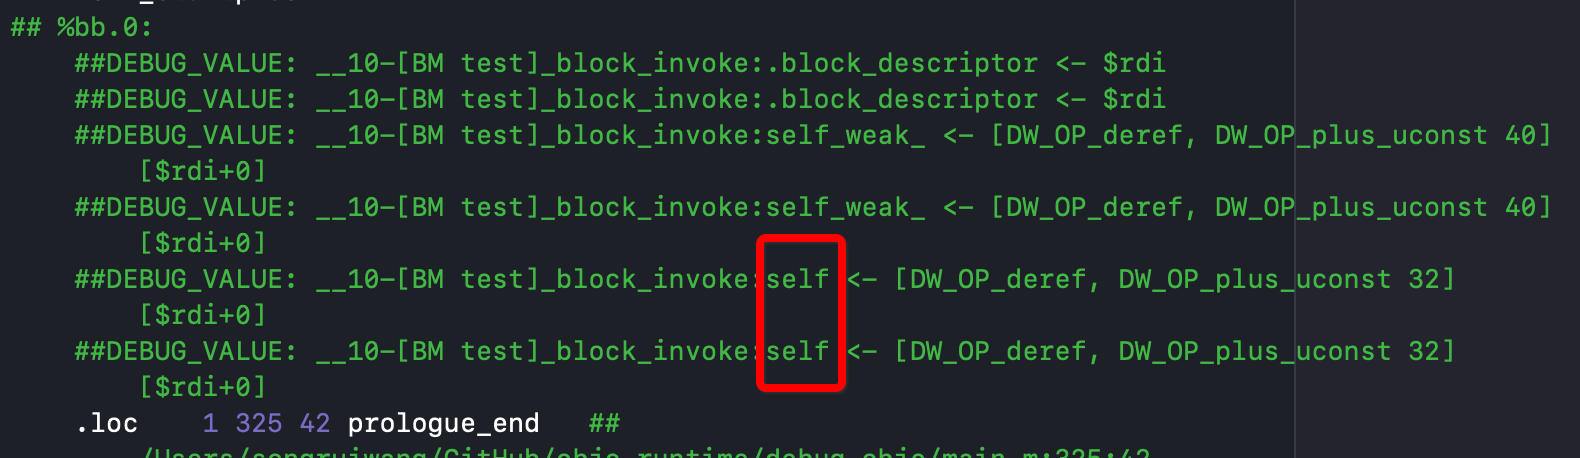 ## %bb.0:
##DEBUG_VALUE: __10-[BM test]_block_invoke:.block_descriptor <- $rdi
##DEBUG_VALUE: __10-[BM test]_block_invoke:.block_descriptor <- $rdi
##DEBUG_VALUE: __10-[BM test]_block_invoke:self_weak_ <- [DW_OP_deref, DW_OP_plus_uconst 40]
[$rdi+0]
##DEBUG_VALUE: __10-[BM test]_block_invoke:self_weak_ <- [DW_OP_deref, DW_OP_plus_uconst 40]
[$rdi+0]
##DEBUG_VALUE: __10-[BM test]_block_invoke:self <- [DW_OP_deref, DW_OP_plus_uconst 32]
[$rdi+0]
##DEBUG_VALUE: __10-[BM test]_block_invoke:self <- [DW_OP_deref, DW_OP_plus_uconst 32]
[$rdi+0]
.loc 1 325 42 prologue_end ##